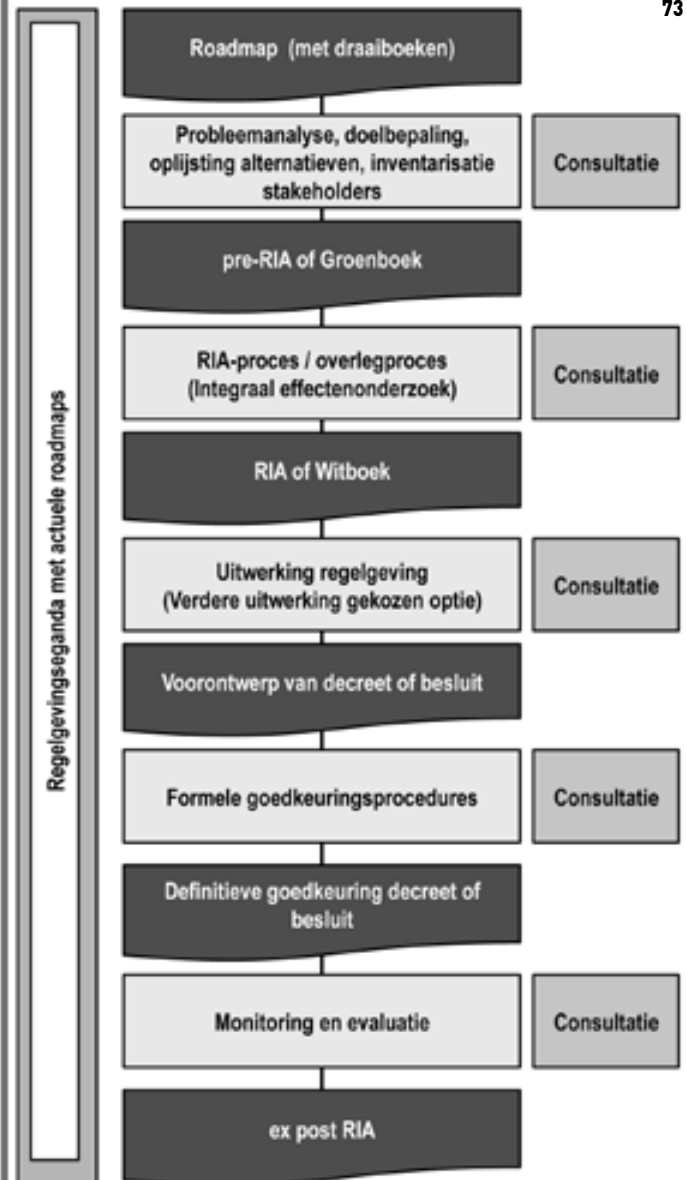 73
Regelgevingseganda met actuele roadmaps
Roadmap (met draaiboeken)
Probleemanalyse, doelbepaling,
oplijsting alternatieven, inventarisatie
stakeholders
Consultatie
pre-RIA of Groenboek
RIA-proces / overlegproces
(Integraal effectenonderzoek)
Consultatie
RIA of Witboek
Uitwerking regelgeving
(Verdere uitwerking gekozen optie)
Consultatie
Voorontwerp van decreet of besluit
Formele goedkeuringsprocedures
Consultatie
Definitieve goedkeuring decreet of
besluit
Monitoring en evaluatie
Consultatie
ex post RIA